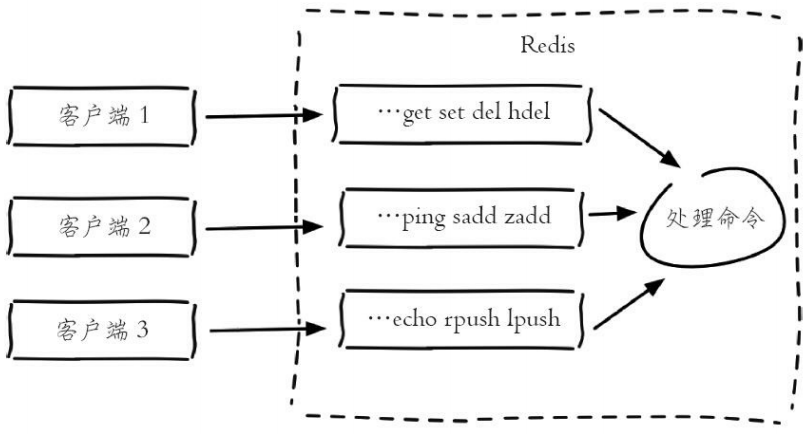 Redis
客户端 1
…get set del hdel
客户端 2
…ping sadd zadd
处理命令
客户端 3
…echo rpush lpush